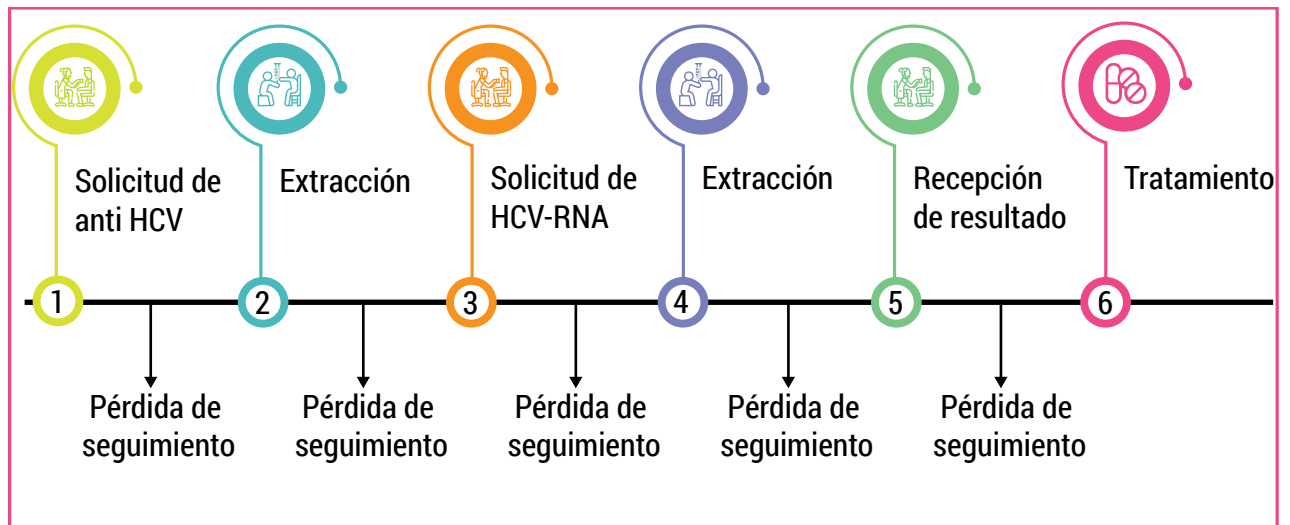 Solicitud de
anti HCV
Extracción
Solicitud de
HCV-RNA
Extracción
Recepción
de resultado
Tratamiento
1
2
3
4
5
6
Pérdida de
seguimiento
Pérdida de
seguimiento
Pérdida de
seguimiento
Pérdida de
seguimiento
Pérdida de
seguimiento